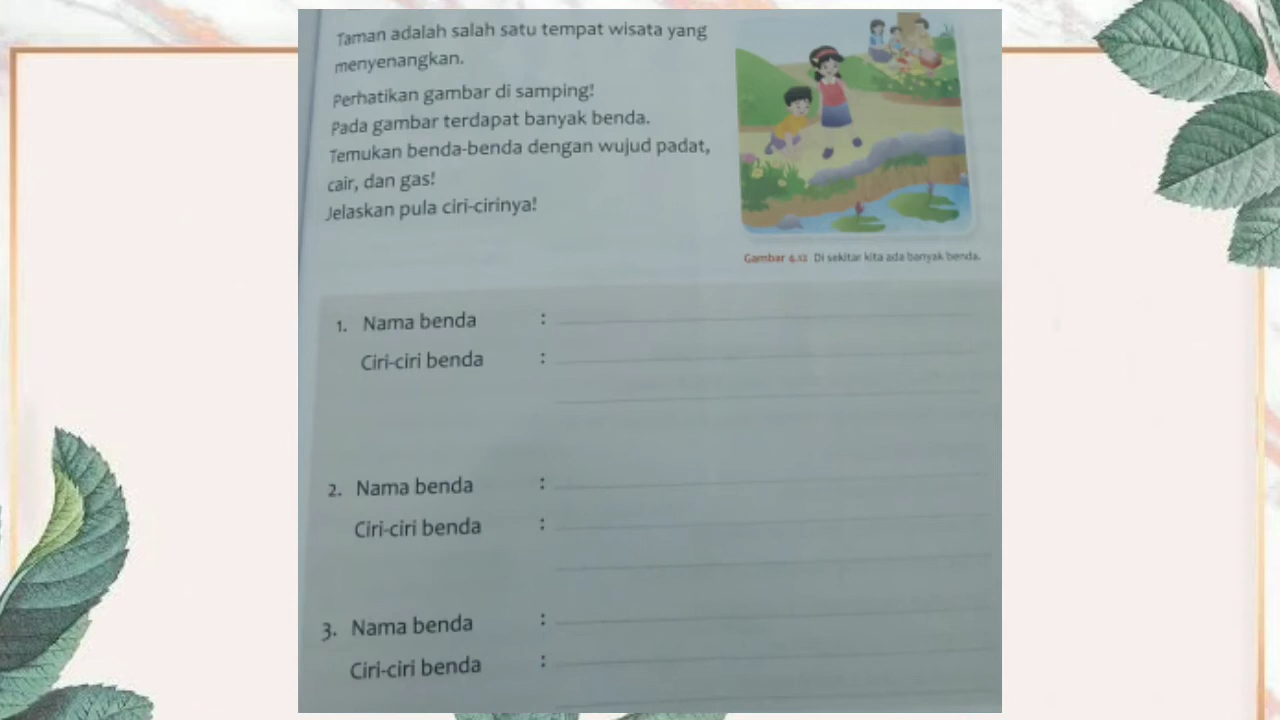 Taman adalah salah satu tempat wisata yang
menyenangkan.
Perhatikan gambar di samping!
Pada gambar terdapat banyak benda.
Temukan benda-benda dengan wujud padat,
cair, dan gas!
Jelaskan pula ciri-cirinya!
Gambar 4.12 Di sekitar kita ada banyak benda.
1. Nama benda :
Ciri-ciri benda :
2. Nama benda :
Ciri-ciri benda :
3. Nama benda :
Ciri-ciri benda :